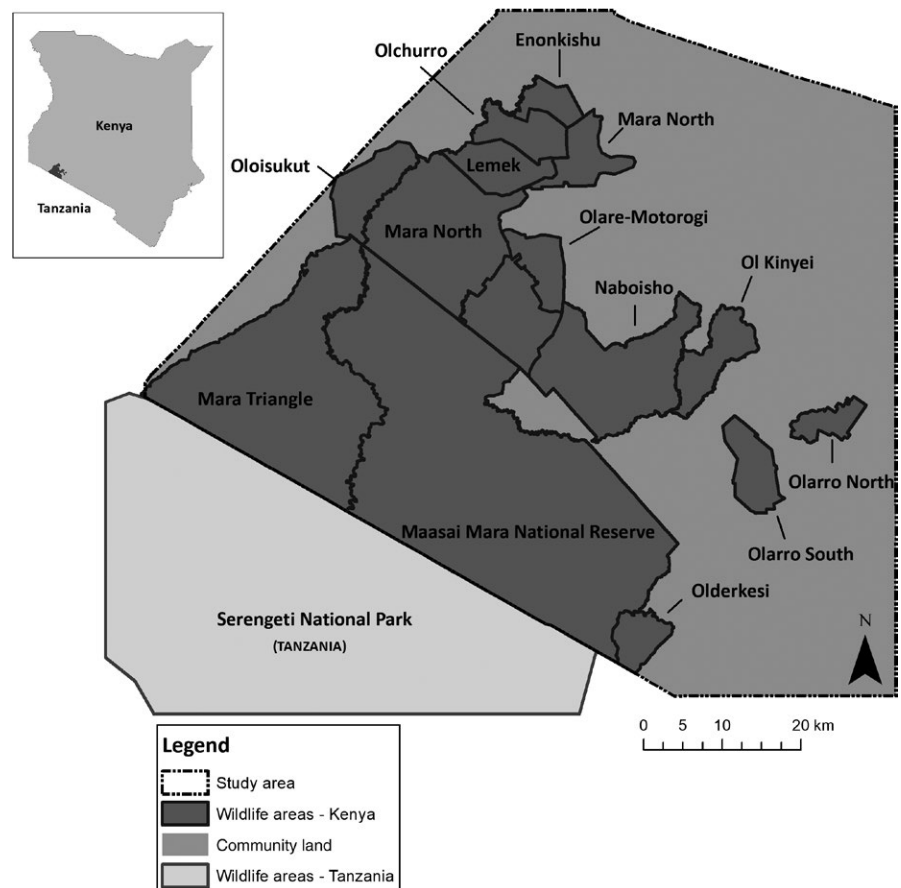 Kenya
Tanzania
Enonkishu
Olchurro
Mara North
Lemek
Oloisukut
Mara North
Olare-Motorogi
Ol Kinyei
Naboisho
Mara Triangle
Olarro North
Maasai Mara National Reserve
Olarro South
Olderkesi
Serengeti National Park
(TANZANIA)
N
0 5 10 20 km
Legend
Study area
Wildlife areas - Kenya
Community land
Wildlife areas - Tanzania